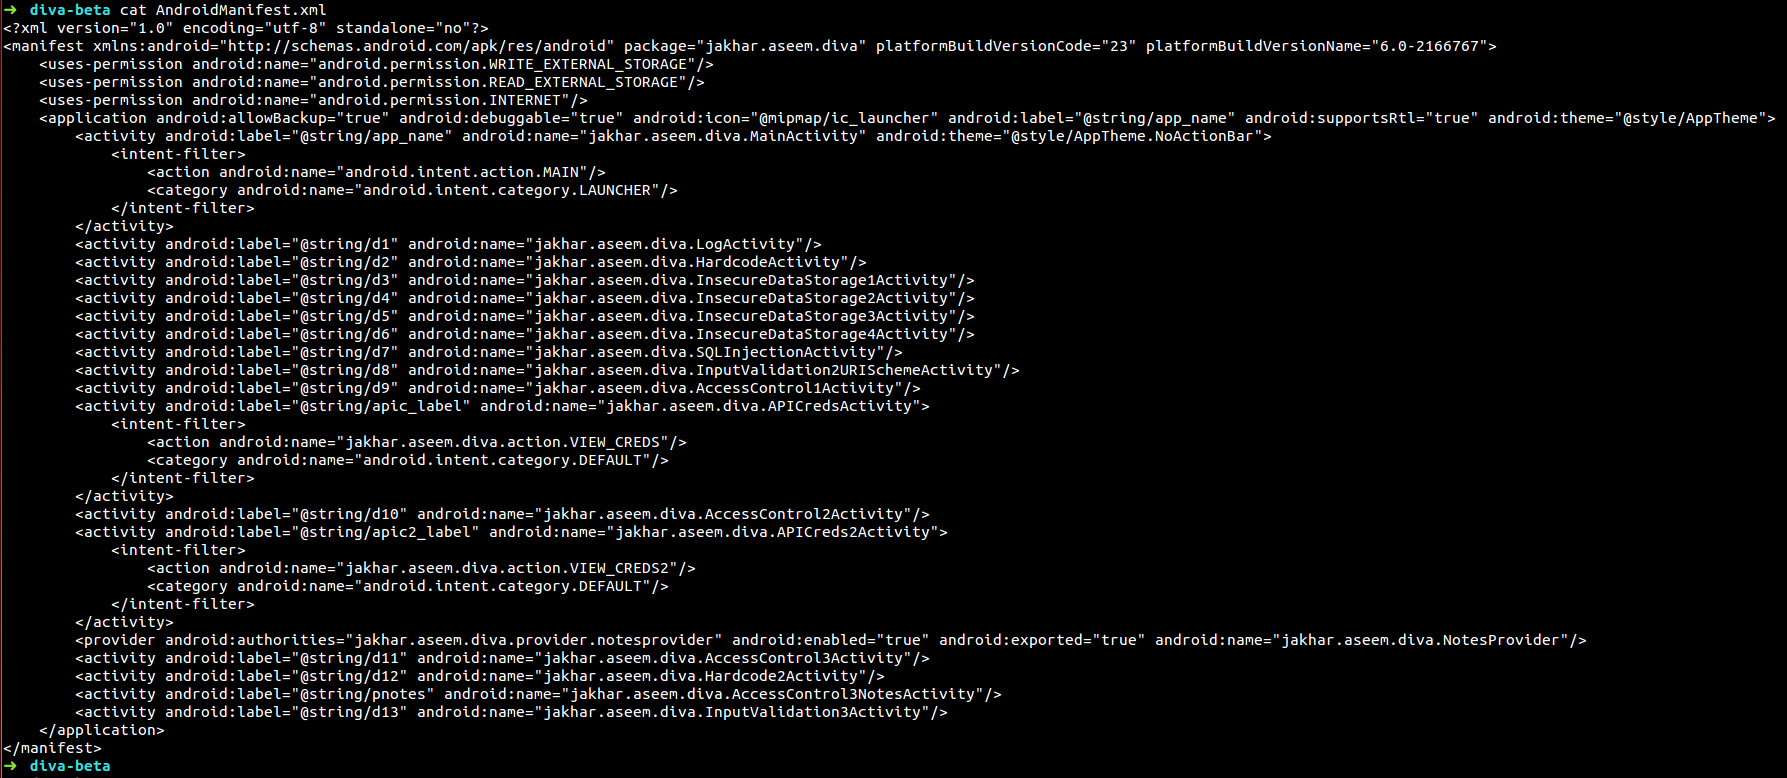 ➜  diva-beta cat AndroidManifest.xml
<?xml version="1.0" encoding="utf-8" standalone="no"?>
<manifest xmlns:android="http://schemas.android.com/apk/res/android" package="jakhar.aseem.diva" platformBuildVersionCode="23" platformBuildVersionName="6.0-2166767">
    <uses-permission android:name="android.permission.WRITE_EXTERNAL_STORAGE"/>
    <uses-permission android:name="android.permission.READ_EXTERNAL_STORAGE"/>
    <uses-permission android:name="android.permission.INTERNET"/>
    <application android:allowBackup="true" android:debuggable="true" android:icon="@mipmap/ic_launcher" android:label="@string/app_name" android:supportsRtl="true" android:theme="@style/AppTheme">
        <activity android:label="@string/app_name" android:name="jakhar.aseem.diva.MainActivity" android:theme="@style/AppTheme.NoActionBar">
            <intent-filter>
                <action android:name="android.intent.action.MAIN"/>
                <category android:name="android.intent.category.LAUNCHER"/>
            </intent-filter>
        </activity>
        <activity android:label="@string/d1" android:name="jakhar.aseem.diva.LogActivity"/>
        <activity android:label="@string/d2" android:name="jakhar.aseem.diva.HardcodeActivity"/>
        <activity android:label="@string/d3" android:name="jakhar.aseem.diva.InsecureDataStorage1Activity"/>
        <activity android:label="@string/d4" android:name="jakhar.aseem.diva.InsecureDataStorage2Activity"/>
        <activity android:label="@string/d5" android:name="jakhar.aseem.diva.InsecureDataStorage3Activity"/>
        <activity android:label="@string/d6" android:name="jakhar.aseem.diva.InsecureDataStorage4Activity"/>
        <activity android:label="@string/d7" android:name="jakhar.aseem.diva.SQLInjectionActivity"/>
        <activity android:label="@string/d8" android:name="jakhar.aseem.diva.InputValidation2URISchemeActivity"/>
        <activity android:label="@string/d9" android:name="jakhar.aseem.diva.AccessControl1Activity"/>
        <activity android:label="@string/apic_label" android:name="jakhar.aseem.diva.APICredsActivity">
            <intent-filter>
                <action android:name="jakhar.aseem.diva.action.VIEW_CREDS"/>
                <category android:name="android.intent.category.DEFAULT"/>
            </intent-filter>
        </activity>
        <activity android:label="@string/d10" android:name="jakhar.aseem.diva.AccessControl2Activity"/>
        <activity android:label="@string/apic2_label" android:name="jakhar.aseem.diva.APICreds2Activity">
            <intent-filter>
                <action android:name="jakhar.aseem.diva.action.VIEW_CREDS2"/>
                <category android:name="android.intent.category.DEFAULT"/>
            </intent-filter>
        </activity>
        <provider android:authorities="jakhar.aseem.diva.provider.notesprovider" android:enabled="true" android:exported="true" android:name="jakhar.aseem.diva.NotesProvider"/>
        <activity android:label="@string/d11" android:name="jakhar.aseem.diva.AccessControl3Activity"/>
        <activity android:label="@string/d12" android:name="jakhar.aseem.diva.Hardcode2Activity"/>
        <activity android:label="@string/pnotes" android:name="jakhar.aseem.diva.AccessControl3NotesActivity"/>
        <activity android:label="@string/d13" android:name="jakhar.aseem.diva.InputValidation3Activity"/>
    </application>
</manifest>
➜  diva-beta